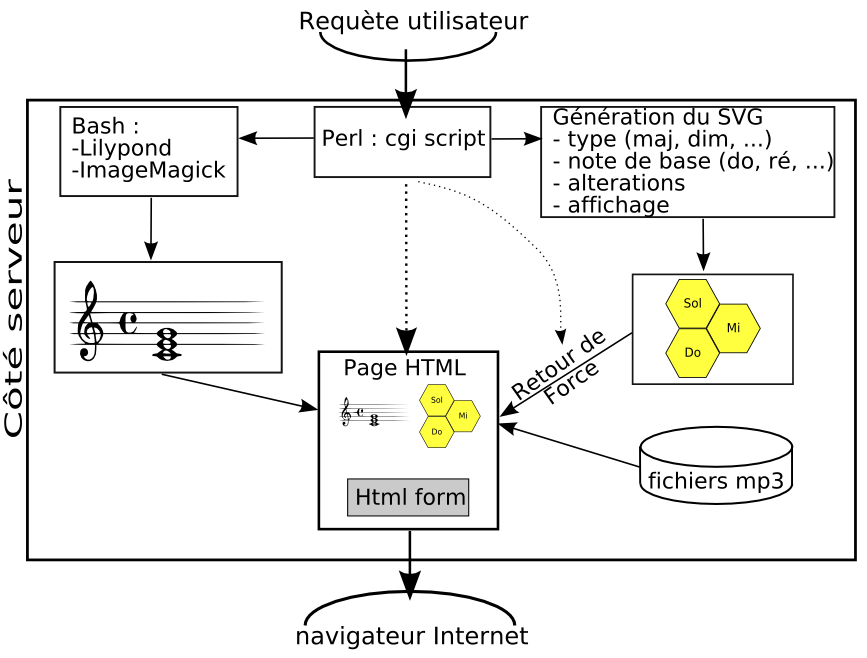 Requête utilisateur
Bash :
-Lilypond
-ImageMagick
Perl : cgi script
Génération du SVG
- type (maj, dim, ...)
- note de base (do, ré, ...)
- alterations
- affichage
Côté serveur
Sol
Mi
Do
Retour de
Force
Page HTML
Sol
Mi
Do
Html form
fichiers mp3
navigateur Internet